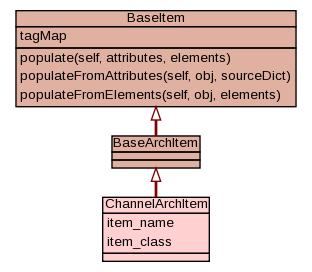 BaseItem
tagMap
populate(self, attributes, elements)
populateFromAttributes(self, obj, sourceDict)
populateFromElements(self, obj, elements)
BaseArchItem
ChannelArchItem
item_name
item_class